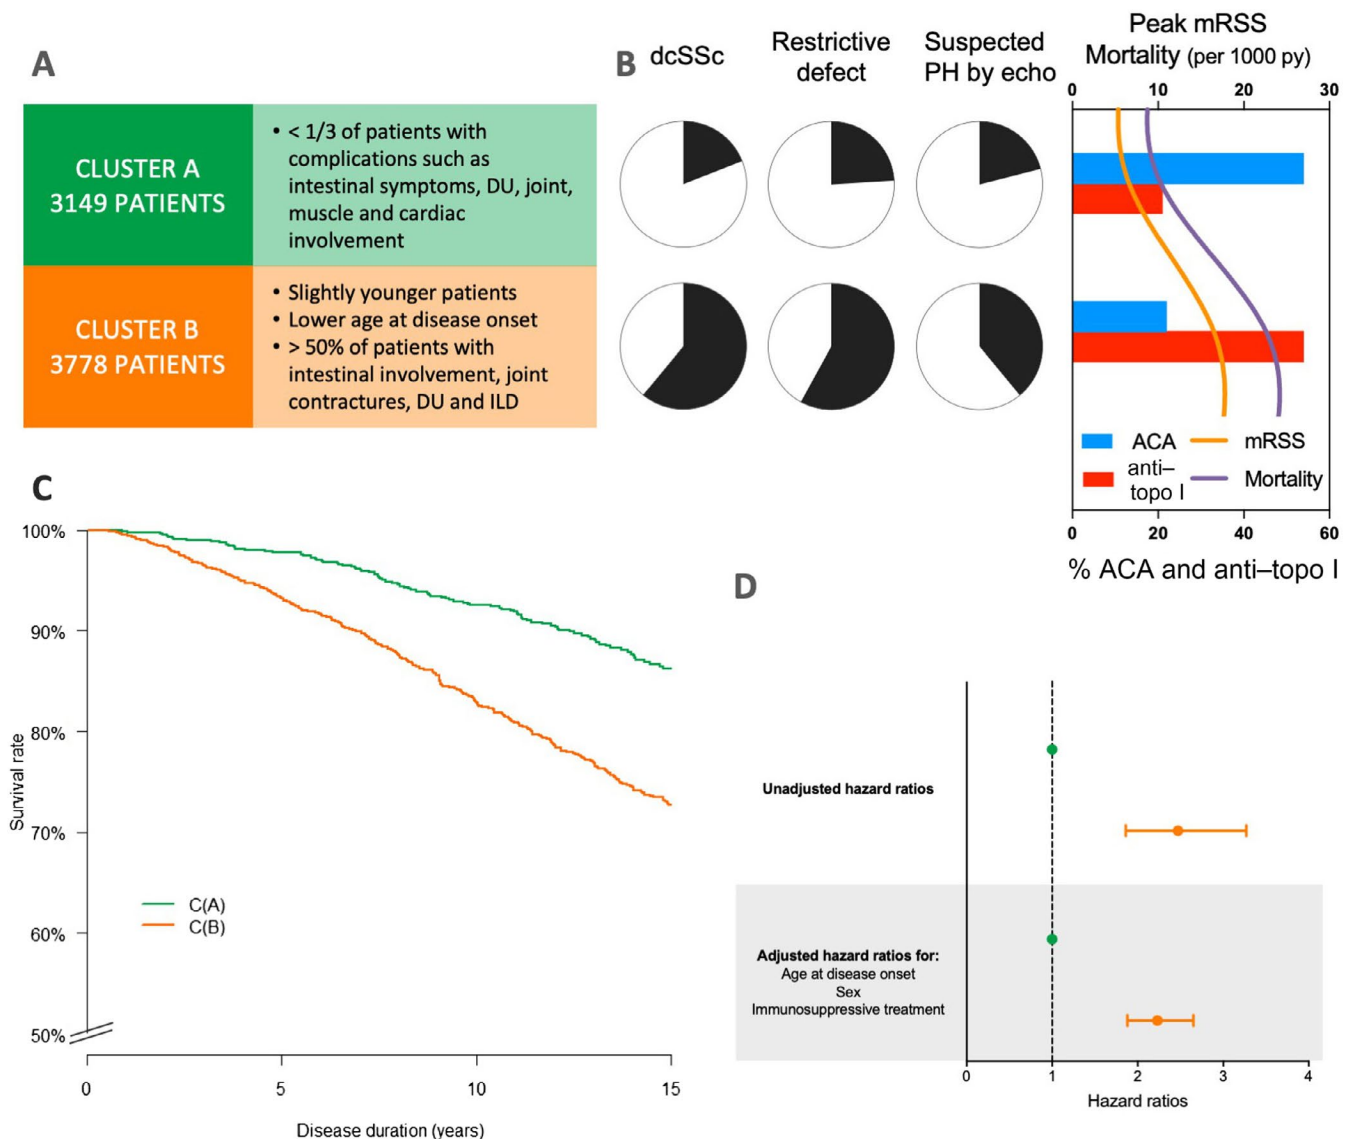 A
CLUSTER A
3149 PATIENTS
• < 1/3 of patients with
complications such as
intestinal symptoms, DU, joint,
muscle and cardiac
involvement
CLUSTER B
3778 PATIENTS
• Slightly younger patients
• Lower age at disease onset
• > 50% of patients with
intestinal involvement, joint
contractures, DU and ILD
B
dcSSc
Restrictive
defect
Suspected
PH by echo
Peak mRSS
Mortality (per 1000 py)
0 10 20 30
ACA
mRSS
anti–
topo I
Mortality
0 20 40 60
% ACA and anti–topo I
C
100%
90%
80%
70%
60%
50%
Survival rate
C(A)
C(B)
0 5 10 15
Disease duration (years)
D
Unadjusted hazard ratios
Adjusted hazard ratios for:
Age at disease onset
Sex
Immunosuppressive treatment
0 1 2 3 4
Hazard ratios